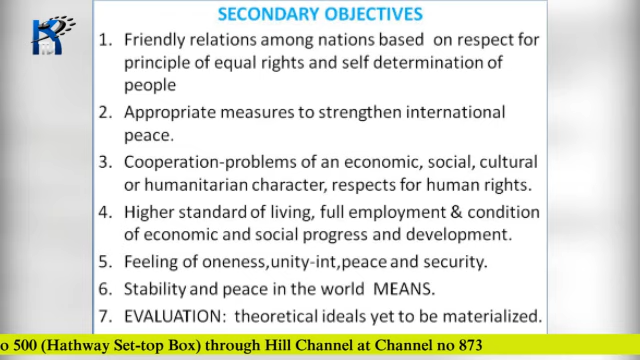 SECONDARY OBJECTIVES
1. Friendly relations among nations based on respect for
principle of equal rights and self determination of
people
2. Appropriate measures to strengthen international
peace.
3. Cooperation-problems of an economic, social, cultural
or humanitarian character, respects for human rights.
4. Higher standard of living, full employment & condition
of economic and social progress and development.
5. Feeling of oneness,unity-int,peace and security.
6. Stability and peace in the world MEANS.
7. EVALUATION: theoretical ideals yet to be materialized.
o 500 (Hathway Set-top Box) through Hill Channel at Channel no 873